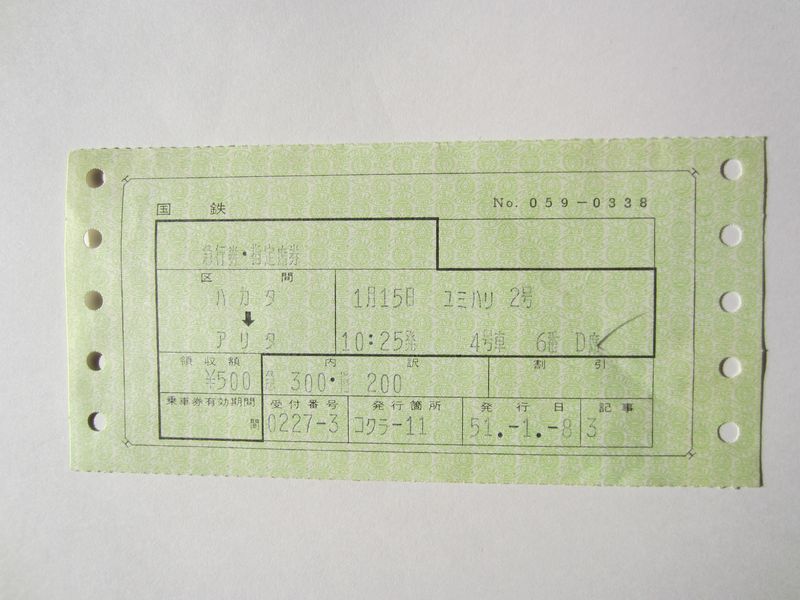 国鉄 No. 059-0338
急行券・指定席券
区間
ハカタ 1月15日 ユミハリ 2号
⬇
アリタ 10:25発 4号車 6番 D席
領収額 内訳 割引
¥500 急 300・指 200
乗車券有効期間 受付番号 発行箇所 発行日 記事
間 0227-3 コクラ-11 51.-1.-8 3